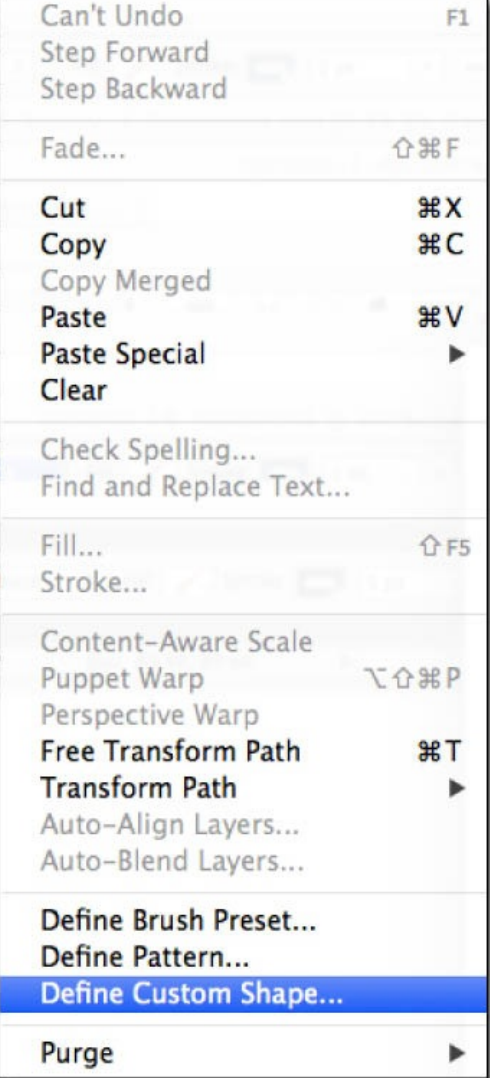 Can't Undo F1
Step Forward
Step Backward
Fade... ⇧⌘F
Cut ⌘X
Copy ⌘C
Copy Merged
Paste ⌘V
Paste Special ▶
Clear
Check Spelling...
Find and Replace Text...
Fill... ⇧F5
Stroke...
Content-Aware Scale
Puppet Warp ⌥⇧⌘P
Perspective Warp
Free Transform Path ⌘T
Transform Path ▶
Auto-Align Layers...
Auto-Blend Layers...
Define Brush Preset...
Define Pattern...
Define Custom Shape...
Purge ▶